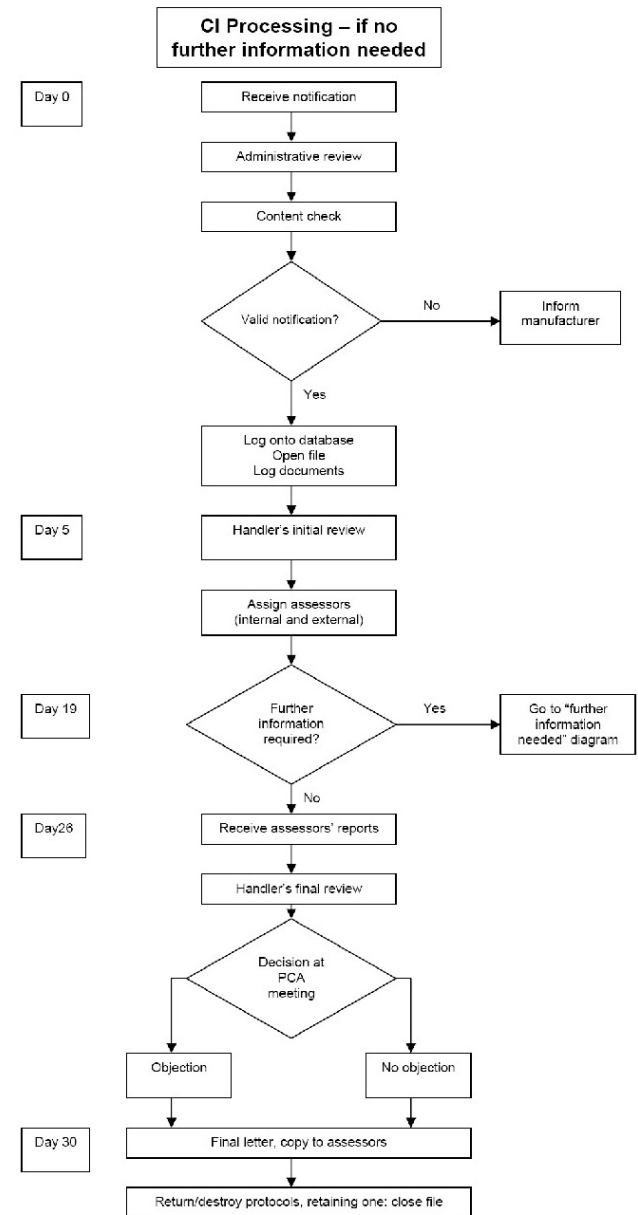 CI Processing – if no
further information needed
Day 0
Receive notification
Administrative review
Content check
Valid notification?
No
Inform
manufacturer
Yes
Log onto database
Open file
Log documents
Day 5
Handler's initial review
Assign assessors
(internal and external)
Day 19
Further
information
required?
Yes
Go to "further
information
needed" diagram
No
Day26
Receive assessors' reports
Handler's final review
Decision at
PCA
meeting
Objection
No objection
Day 30
Final letter, copy to assessors
Return/destroy protocols, retaining one: close file